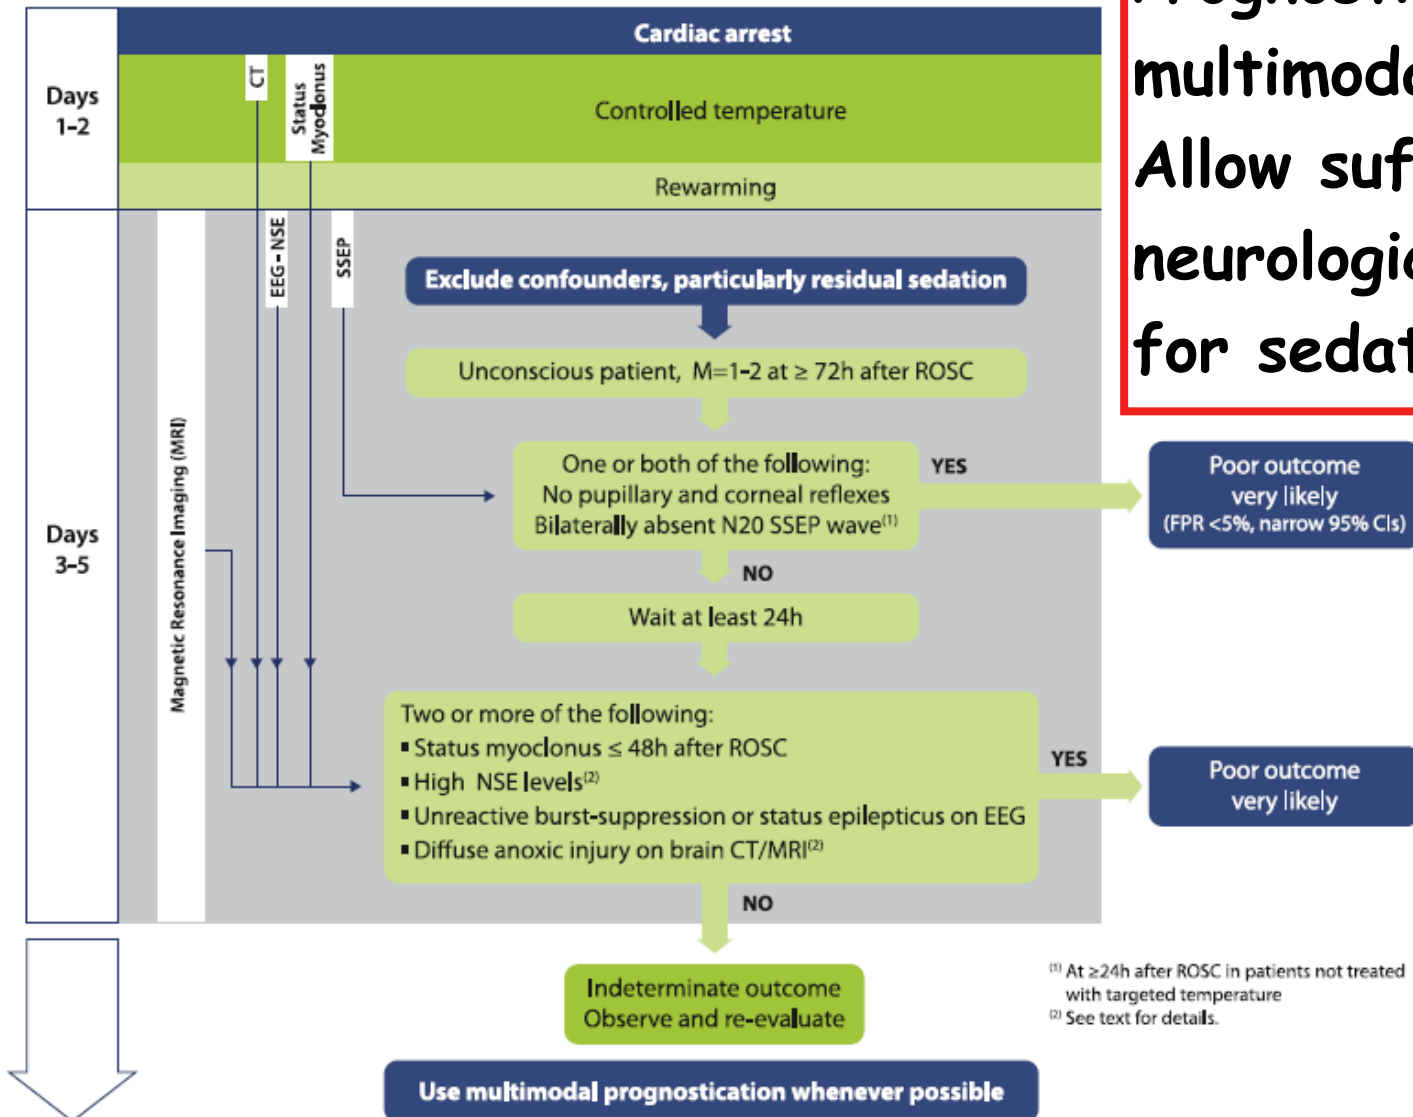 Cardiac arrest
Days
1–2
CT
Status
Myoclonus
Controlled temperature
Rewarming
multimoda
Allow suf
neurologic
for sedat
Days
3–5
Magnetic Resonance Imaging (MRI)
EEG - NSE
SSEP
Exclude confounders, particularly residual sedation
Unconscious patient, M=1–2 at ≥ 72h after ROSC
One or both of the following:
No pupillary and corneal reflexes
Bilaterally absent N20 SSEP wave(1)
YES
Poor outcome
very likely
(FPR <5%, narrow 95% CIs)
NO
Wait at least 24h
Two or more of the following:
▪ Status myoclonus ≤ 48h after ROSC
▪ High NSE levels(2)
▪ Unreactive burst-suppression or status epilepticus on EEG
▪ Diffuse anoxic injury on brain CT/MRI(2)
YES
Poor outcome
very likely
NO
Indeterminate outcome
Observe and re-evaluate
(1) At ≥24h after ROSC in patients not treated
with targeted temperature
(2) See text for details.
Use multimodal prognostication whenever possible